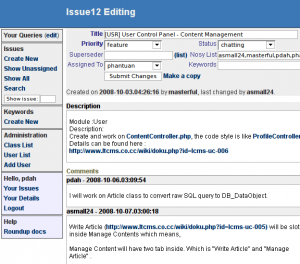 Issue12 Editing
Your Queries (edit)
Issues
Create New
Show Unassigned
Show All
Search
Show issue:
Keywords
Create New
Administration
Class List
User List
Add User
Hello, pdah
Your Issues
Your Details
Logout
Help
Roundup docs
Title [USR] User Control Panel - Content Management
Priority feature Status chatting
Superseder (list) Nosy List asmall24,masterful,pdah,pha
Assigned To phantuan Keywords
Submit Changes Make a copy
Created on 2008-10-03.04:26:16 by masterful, last changed by asmall24.
Description
Module :User
Description:
Create and work on ContentController.php, the code style is like ProfileController
Details can be found here :
http://www.ltcms.co.cc/wiki/doku.php?id=lcms-uc-006
Comments
pdah - 2008-10-06.03:09:54
I will work on Article class to convert raw SQL query to DB_DataObject.
asmall24 - 2008-10-07.03:00:18
Write Article (http://www.ltcms.co.cc/wiki/doku.php?id=lcms-uc-005) will be slot
inside Manage Contents which means,
Manage Content will have two tab inside. Which is "Write Article" and "Manage
Article" .